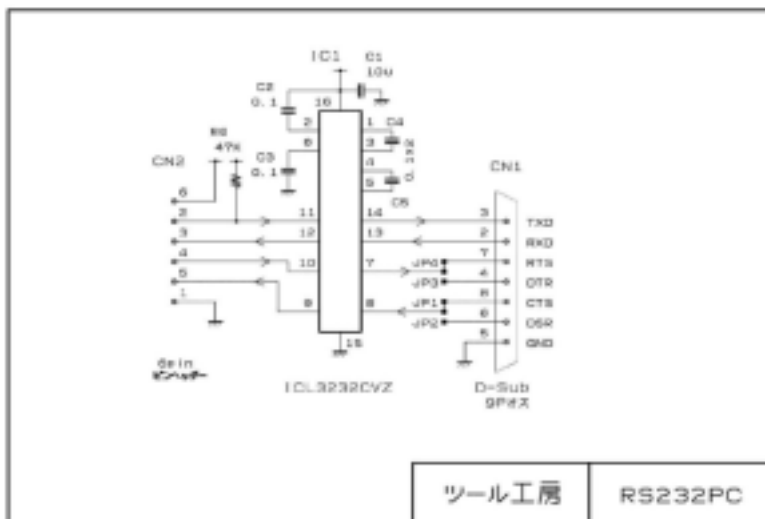 IC1
C1
10U
C2
0.1
16
2
1
C4
6
3
47K
C3
0.1
4
0.1X2
CN2
5
CN1
C5
6
2
11
14
3
TXD
3
12
13
2
RXD
4
10
7
JP4
7
RTS
JP3
4
DTR
5
9
8
JP1
8
CTS
JP2
6
DSR
1
15
5
GND
6pin
ピンヘッダー
ICL3232CVZ
D-Sub
9Pオス
ツール工房
RS232PC